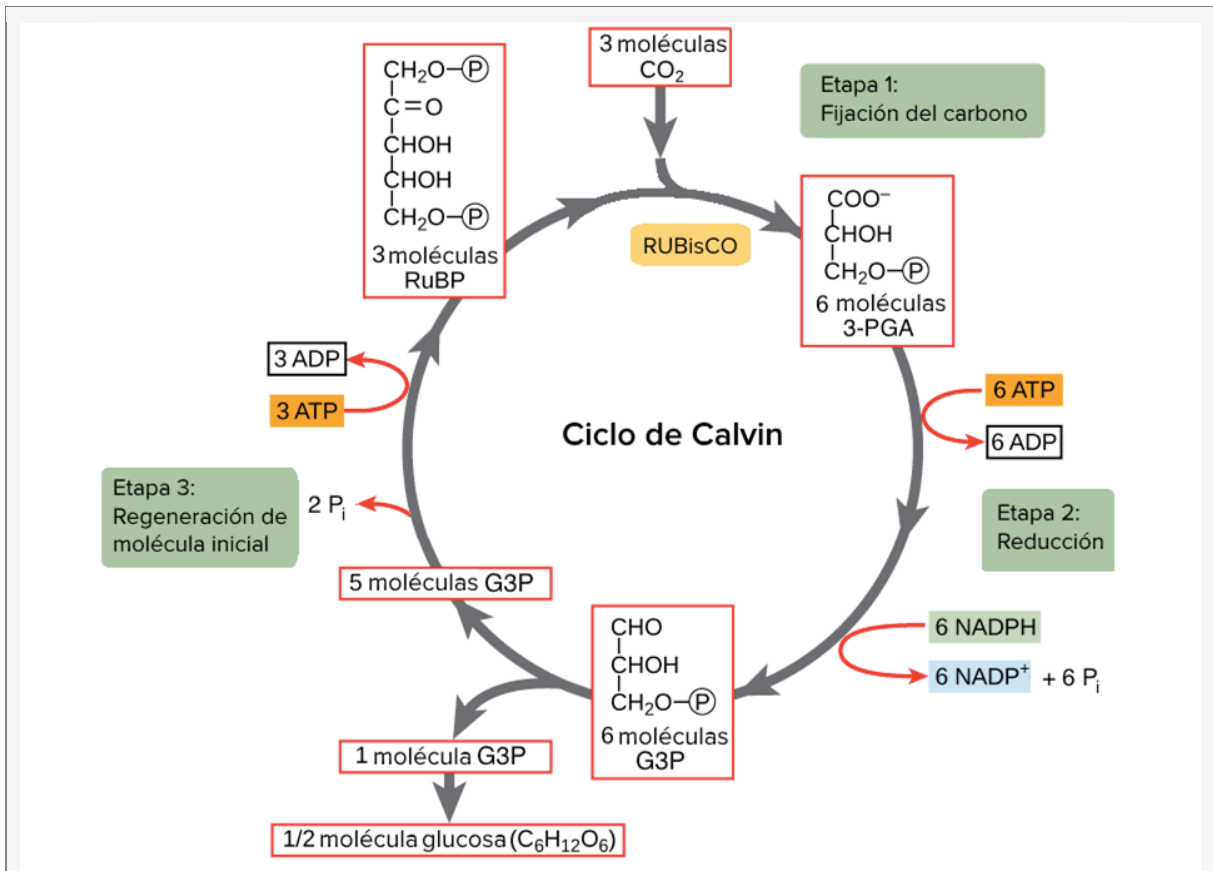 3 moléculas
CO₂
Etapa 1:
Fijación del carbono
CH₂O–Ⓟ
C=O
CHOH
CHOH
CH₂O–Ⓟ
3 moléculas
RuBP
RUBisCO
COO⁻
CHOH
CH₂O–Ⓟ
6 moléculas
3-PGA
6 ATP
6 ADP
Etapa 2:
Reducción
6 NADPH
6 NADP⁺ + 6 Pᵢ
Ciclo de Calvin
CHO
CHOH
CH₂O–Ⓟ
6 moléculas
G3P
1 molécula G3P
1/2 molécula glucosa (C₆H₁₂O₆)
5 moléculas G3P
Etapa 3:
Regeneración de
molécula inicial
2 Pᵢ
3 ADP
3 ATP